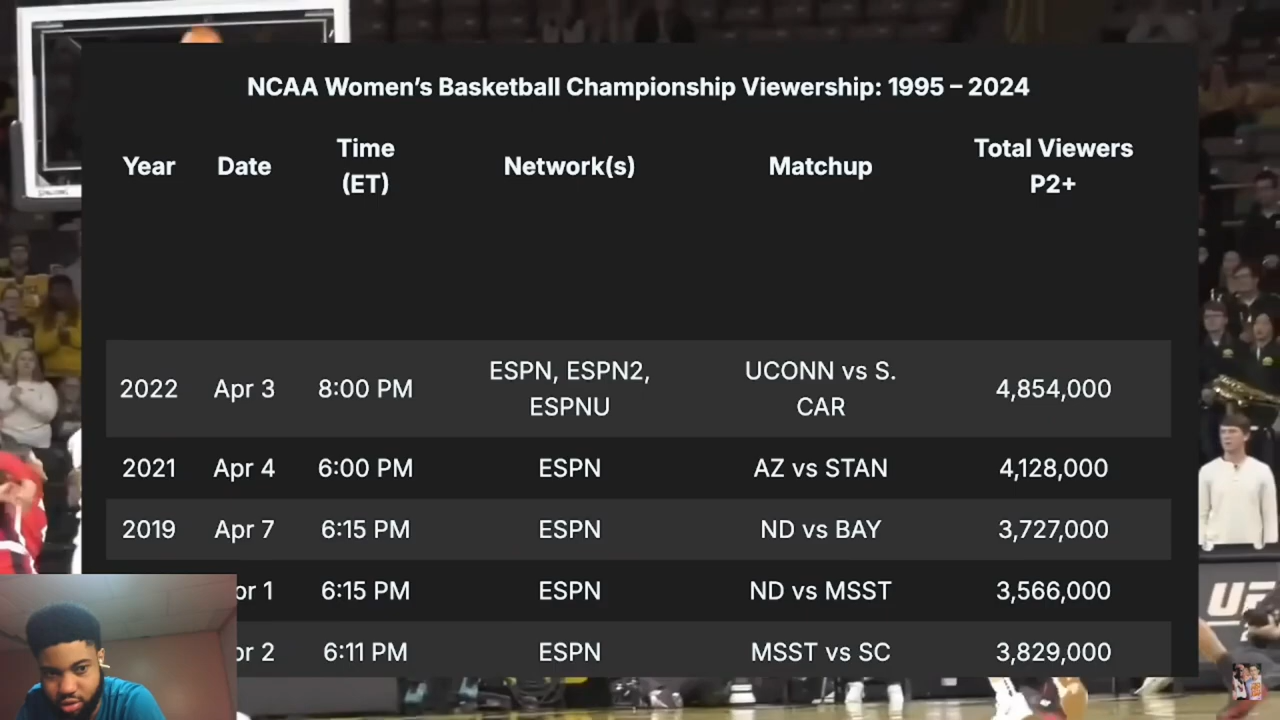 NCAA Women’s Basketball Championship Viewership: 1995 – 2024
Year Date Time (ET) Network(s) Matchup Total Viewers P2+
2022 Apr 3 8:00 PM ESPN, ESPN2, ESPNU UCONN vs S. CAR 4,854,000
2021 Apr 4 6:00 PM ESPN AZ vs STAN 4,128,000
2019 Apr 7 6:15 PM ESPN ND vs BAY 3,727,000
or 1 6:15 PM ESPN ND vs MSST 3,566,000
or 2 6:11 PM ESPN MSST vs SC 3,829,000